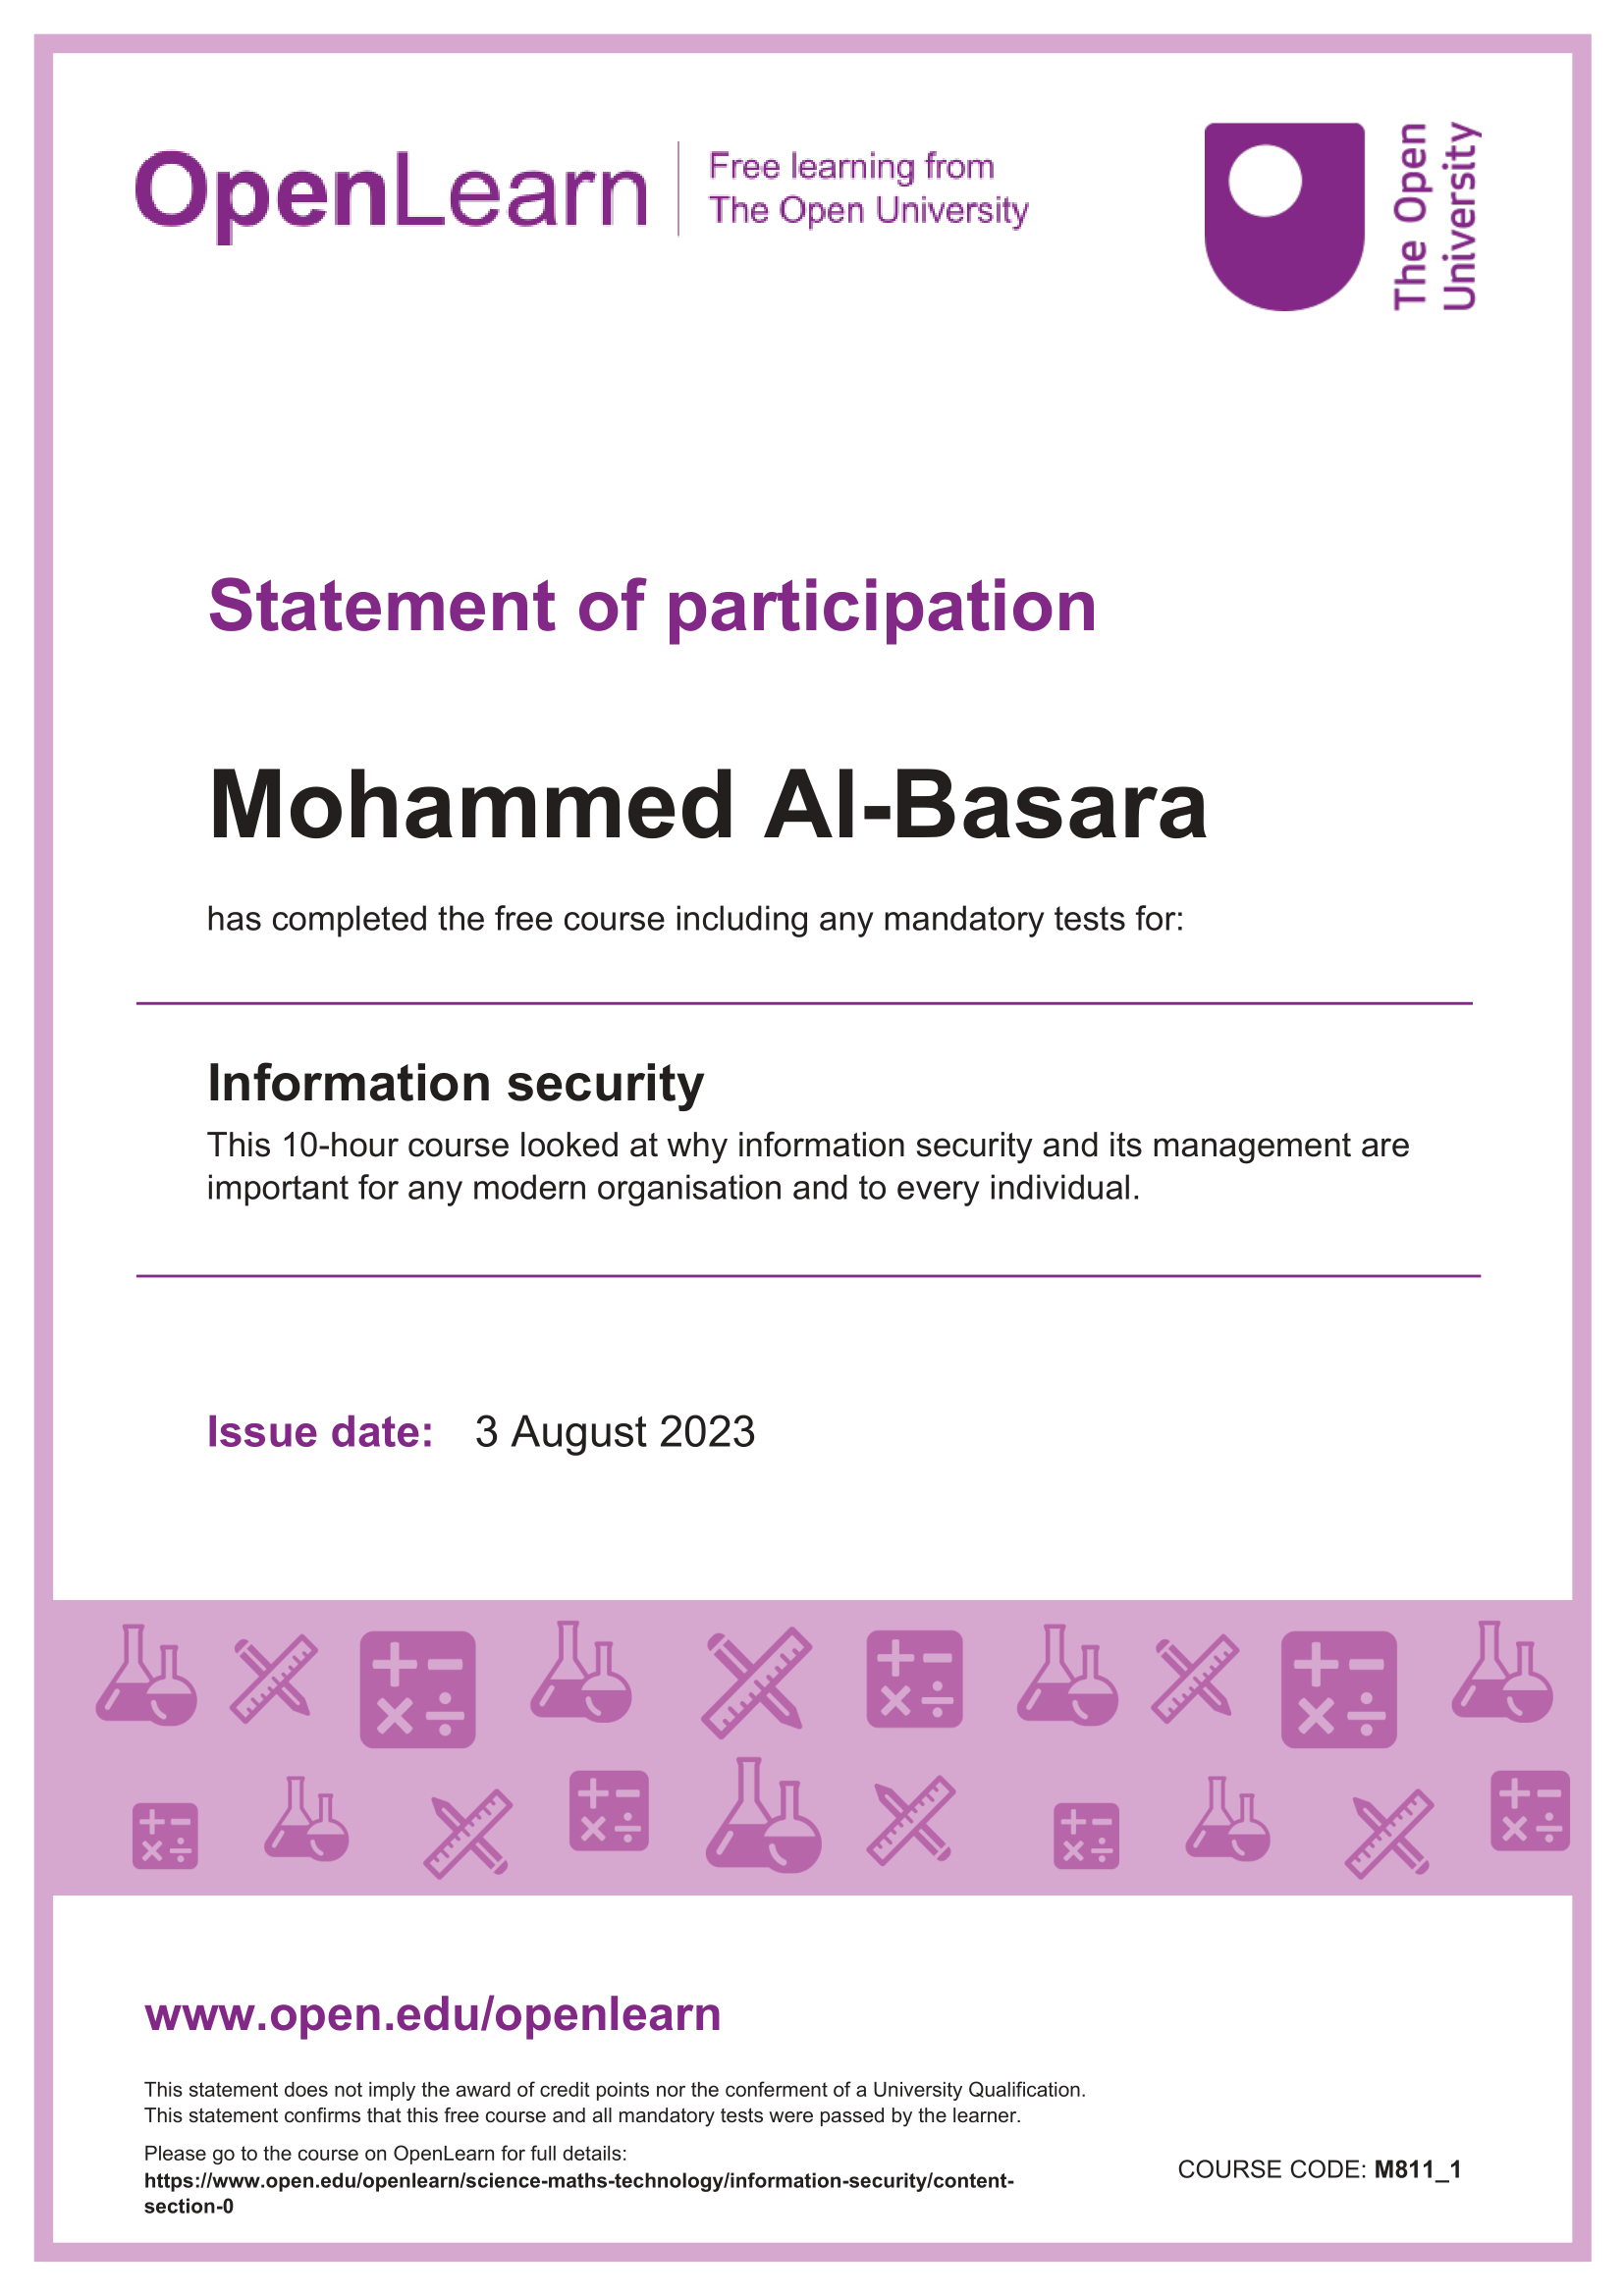 OpenLearn
Free learning from
The Open University
The Open
University
Statement of participation
Mohammed Al-Basara
has completed the free course including any mandatory tests for:
Information security
This 10-hour course looked at why information security and its management are
important for any modern organisation and to every individual.
Issue date: 3 August 2023
www.open.edu/openlearn
This statement does not imply the award of credit points nor the conferment of a University Qualification.
This statement confirms that this free course and all mandatory tests were passed by the learner.
Please go to the course on OpenLearn for full details:
https://www.open.edu/openlearn/science-maths-technology/information-security/content-
section-0
COURSE CODE: M811_1